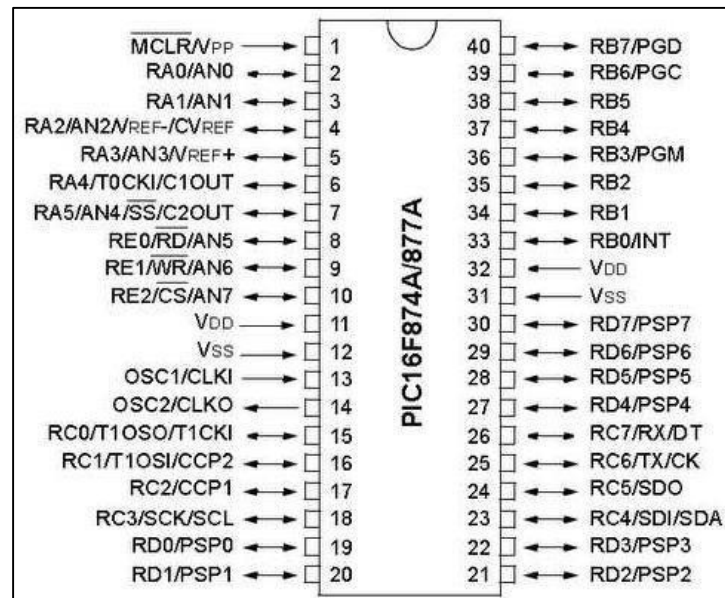 MCLR/VPP 1 40 RB7/PGD
RA0/AN0 2 39 RB6/PGC
RA1/AN1 3 38 RB5
RA2/AN2/VREF-/CVREF 4 37 RB4
RA3/AN3/VREF+ 5 36 RB3/PGM
RA4/T0CKI/C1OUT 6 35 RB2
RA5/AN4/SS/C2OUT 7 34 RB1
RE0/RD/AN5 8 33 RB0/INT
RE1/WR/AN6 9 32 VDD
RE2/CS/AN7 10 31 VSS
VDD 11 30 RD7/PSP7
VSS 12 29 RD6/PSP6
OSC1/CLKI 13 28 RD5/PSP5
OSC2/CLKO 14 27 RD4/PSP4
RC0/T1OSO/T1CKI 15 26 RC7/RX/DT
RC1/T1OSI/CCP2 16 25 RC6/TX/CK
RC2/CCP1 17 24 RC5/SDO
RC3/SCK/SCL 18 23 RC4/SDI/SDA
RD0/PSP0 19 22 RD3/PSP3
RD1/PSP1 20 21 RD2/PSP2
PIC16F874A/877A